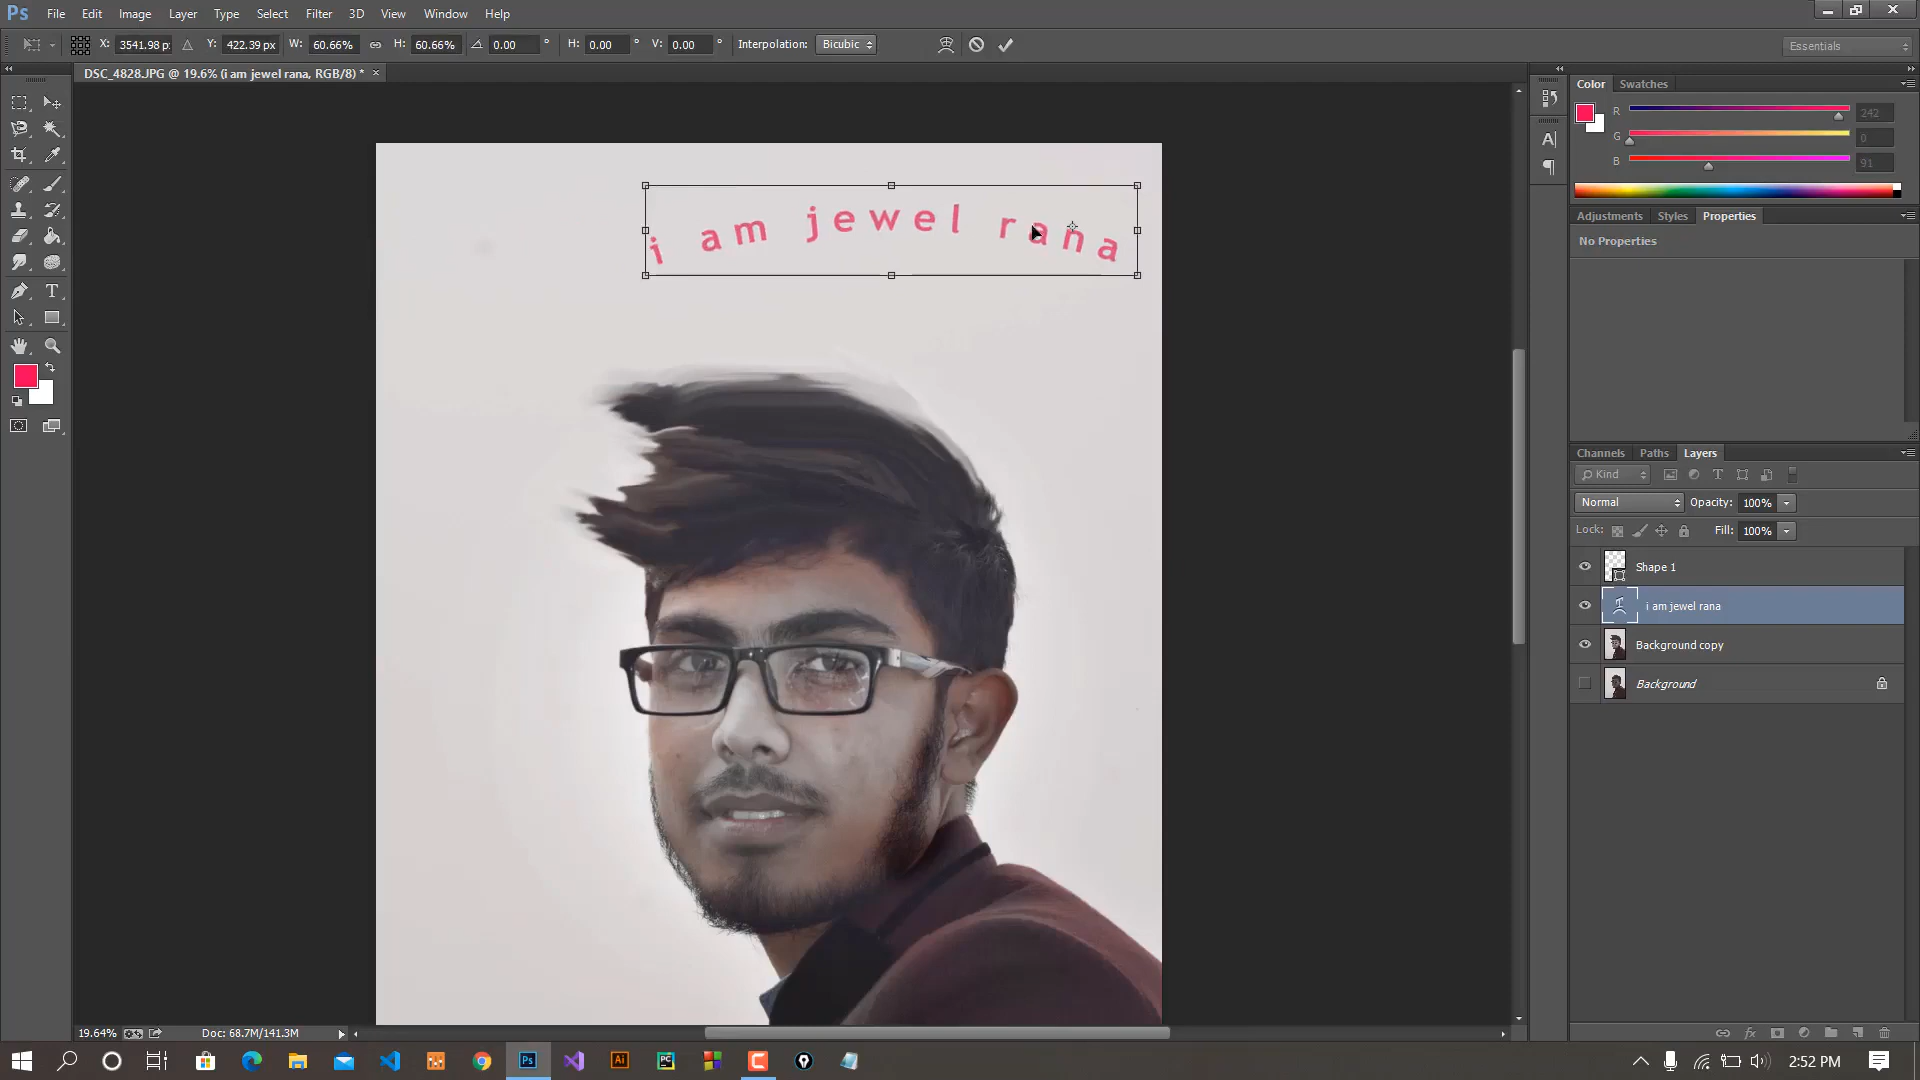 Ps File Edit Image Layer Type Select Filter 3D View Window Help
X: 3541.98 p: Y: 422.39 px W: 60.66% H: 60.66% 0.00 ° H: 0.00 ° V: 0.00 ° Interpolation: Bicubic Essentials
DSC_4828.JPG @ 19.6% (i am jewel rana, RGB/8) * ×
Color Swatches
R 242
G 0
B 91
Adjustments Styles Properties
No Properties
i am jewel rana
Channels Paths Layers
Kind
Normal Opacity: 100%
Lock: Fill: 100%
Shape 1
i am jewel rana
Background copy
Background
19.64% Doc: 68.7M/141.3M
2:52 PM